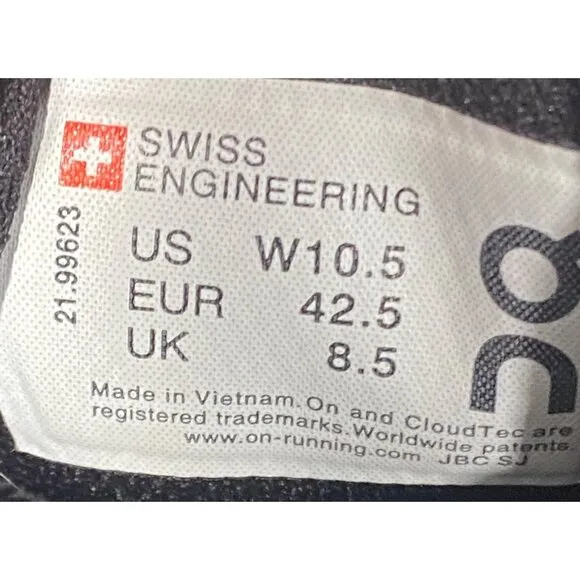 SWISS
ENGINEERING
21.99623
US W10.5
EUR 42.5
UK 8.5
Made in Vietnam. On and CloudTec are
registered trademarks. Worldwide patents.
www.on-running.com JBC SJ